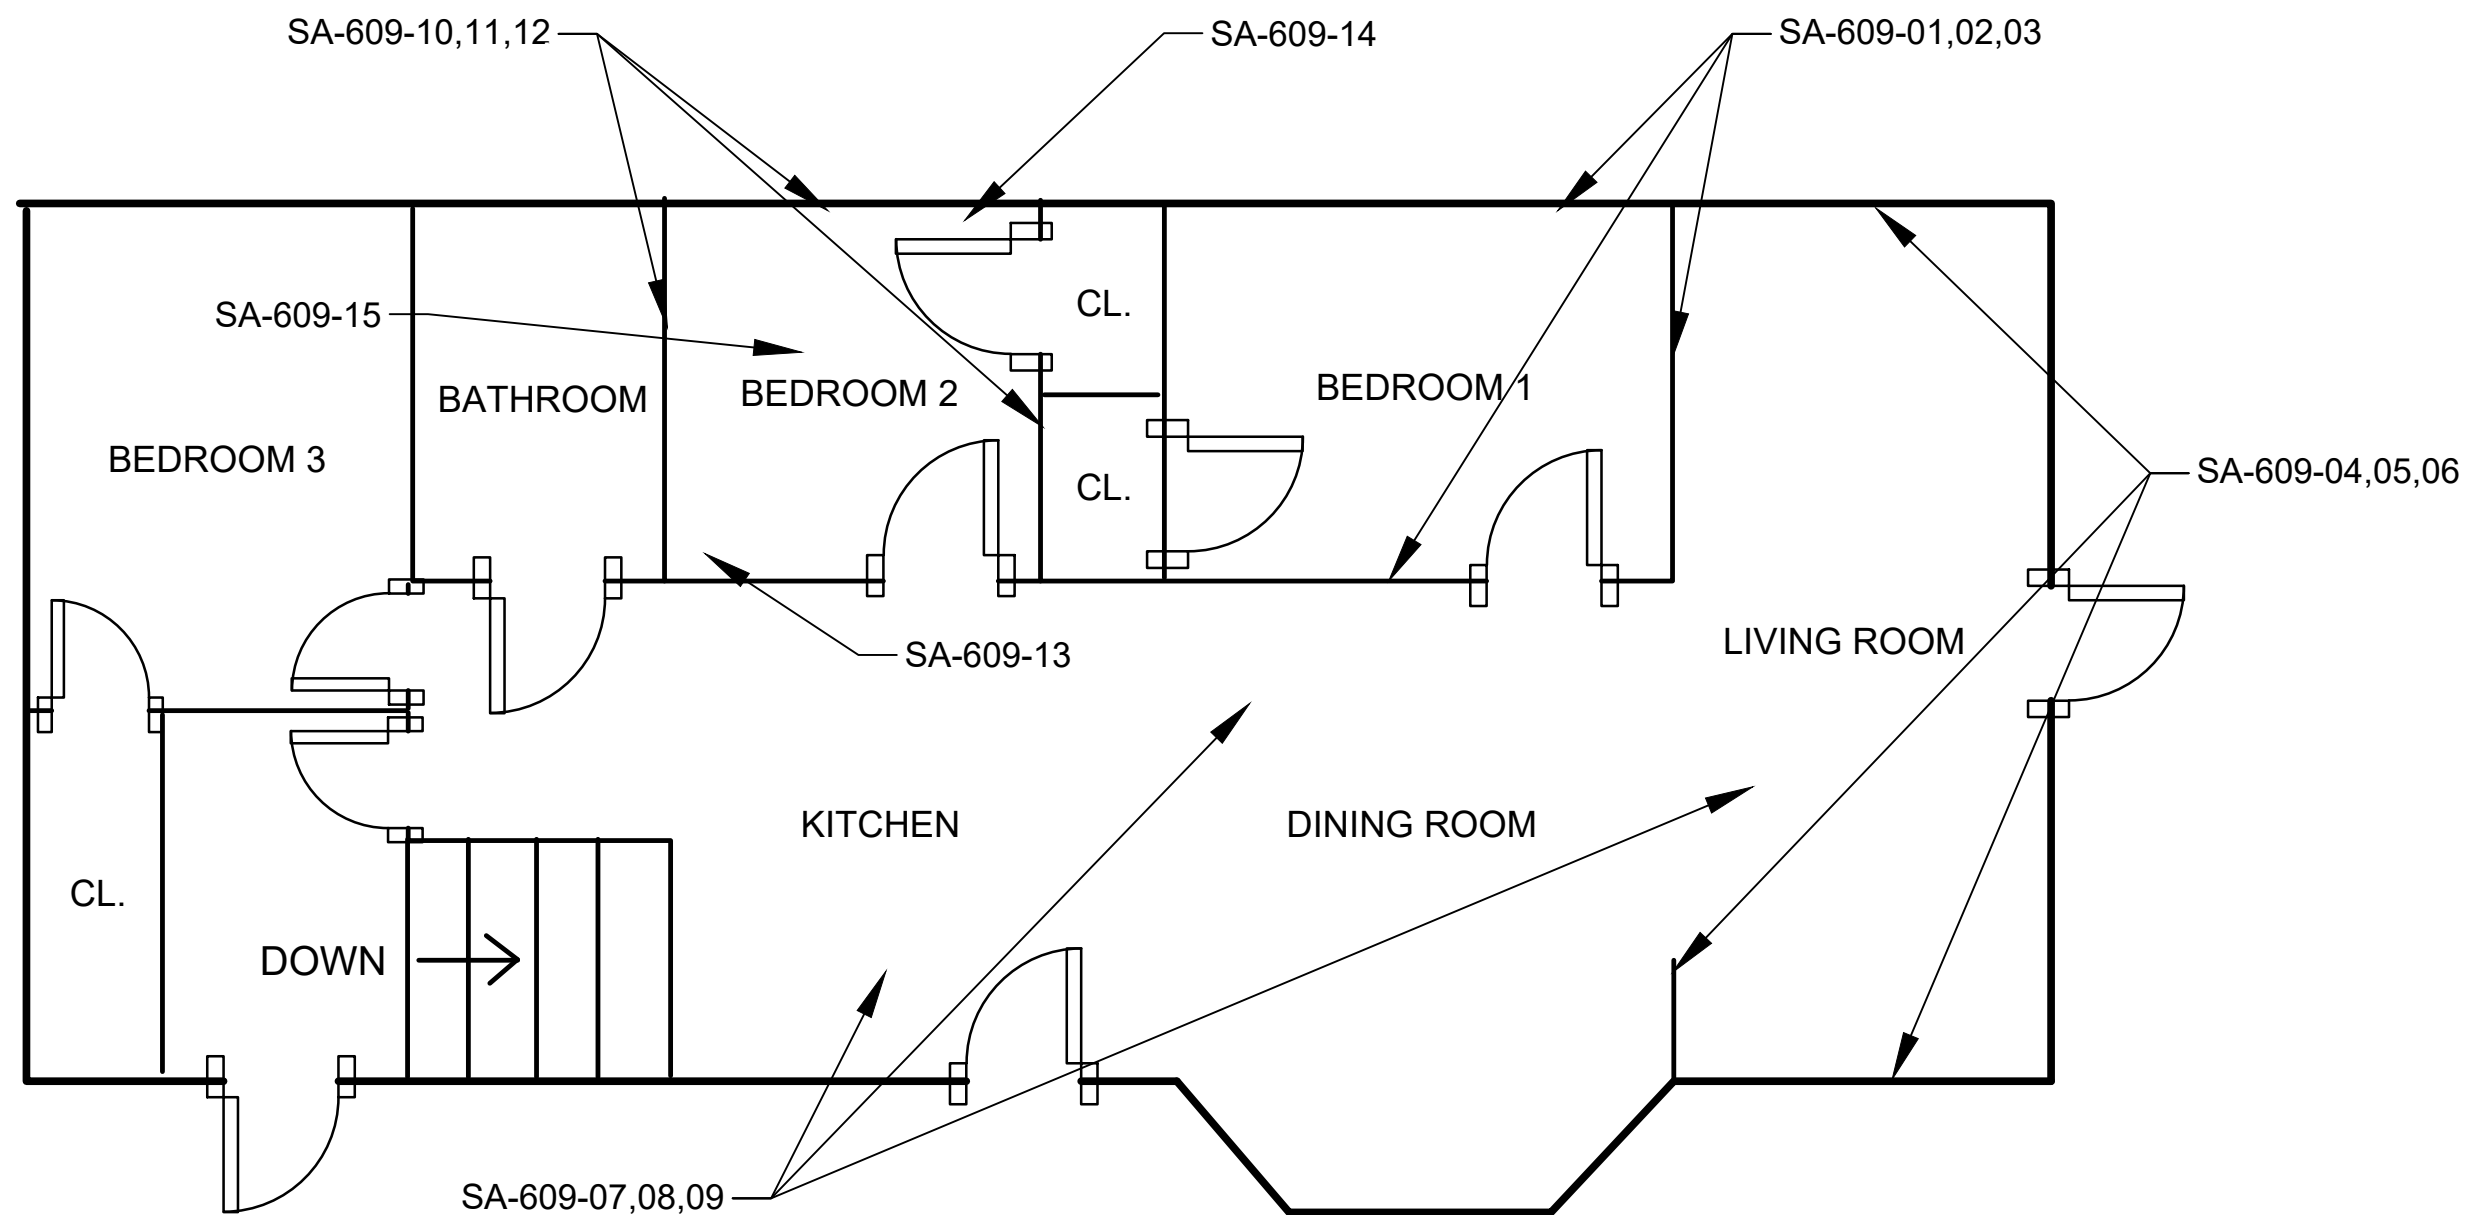 SA-609-10,11,12
SA-609-14
SA-609-01,02,03
SA-609-15
CL.
BATHROOM
BEDROOM 2
BEDROOM 1
BEDROOM 3
SA-609-04,05,06
CL.
SA-609-13
LIVING ROOM
KITCHEN
DINING ROOM
CL.
DOWN
SA-609-07,08,09